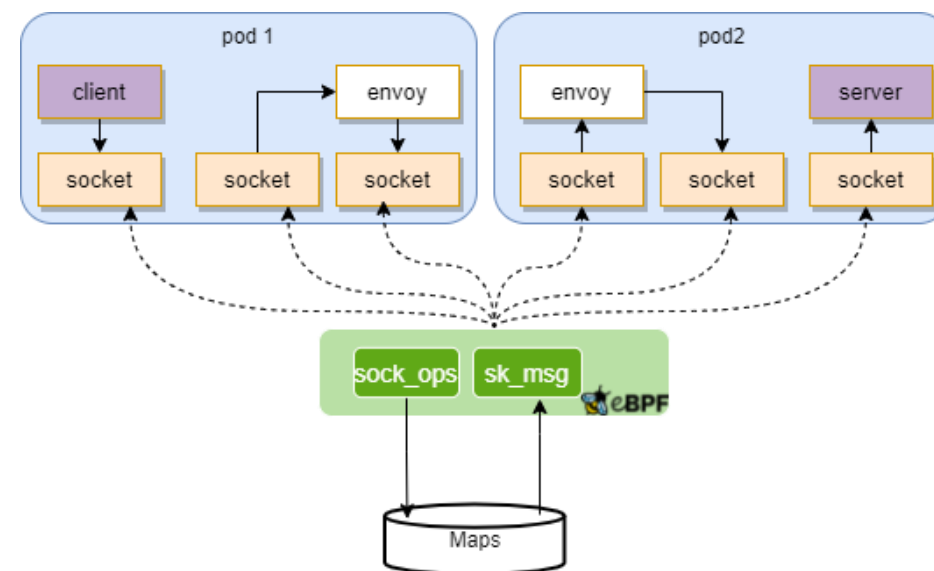 pod 1
pod2
client
envoy
envoy
server
socket
socket
socket
socket
socket
socket
sock_ops
sk_msg
eBPF
Maps